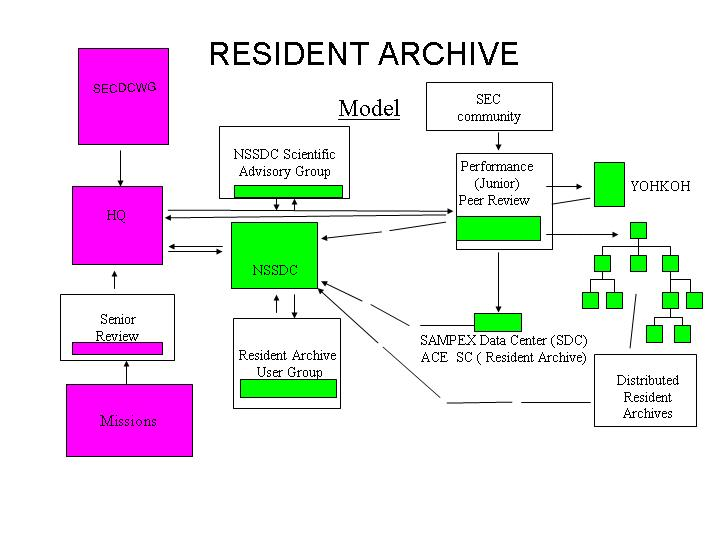 RESIDENT ARCHIVE
Model
SECDCWG
SEC
community
NSSDC Scientific
Advisory Group
Performance
(Junior)
Peer Review
YOHKOH
HQ
NSSDC
Senior
Review
Resident Archive
User Group
SAMPEX Data Center (SDC)
ACE SC ( Resident Archive)
Distributed
Resident
Archives
Missions